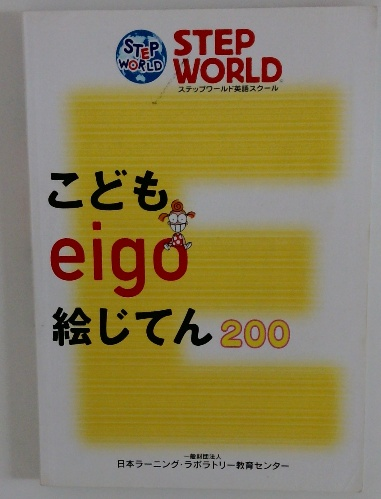 STEP
WORLD
STEP
WORLD
ステップワールド英語スクール
こども
eigo
絵じてん 200
一般財団法人
日本ラーニング・ラボラトリー教育センター